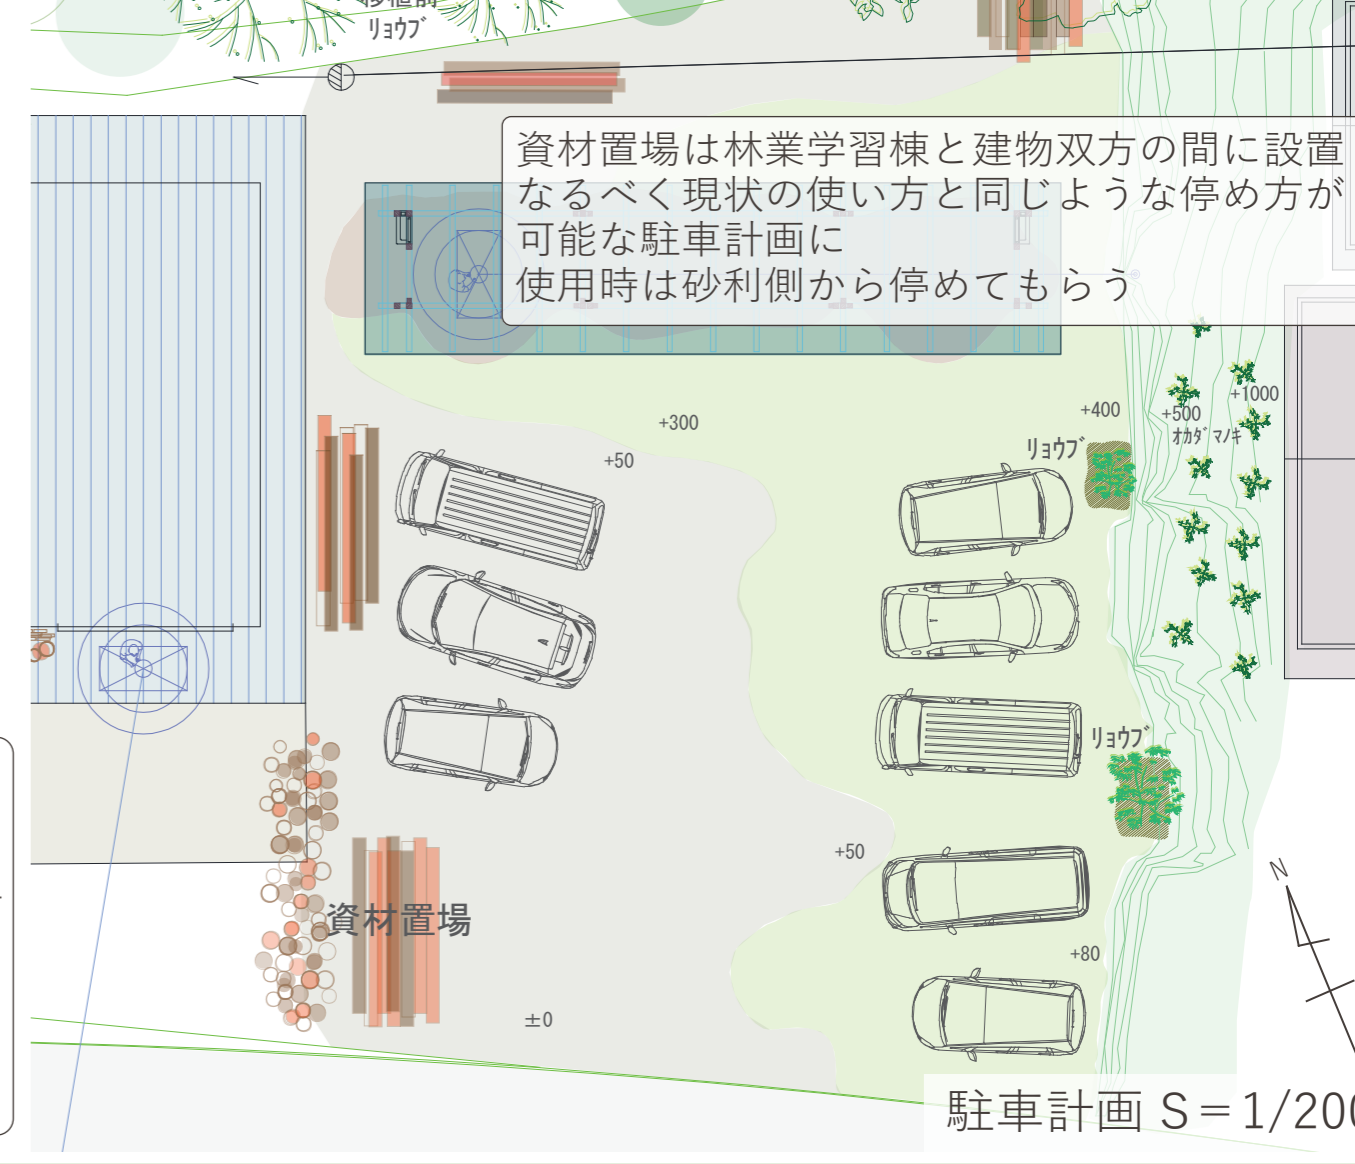 リョウブ
資材置場は林業学習棟と建物双方の間に設置
なるべく現状の使い方と同じような停め方が
可能な駐車計画に
使用時は砂利側から停めてもらう
+1000
+400
+500
+300
オカダマノキ
リョウブ
+50
リョウブ
+50
N
資材置場
+80
±0
駐車計画 S＝1/200